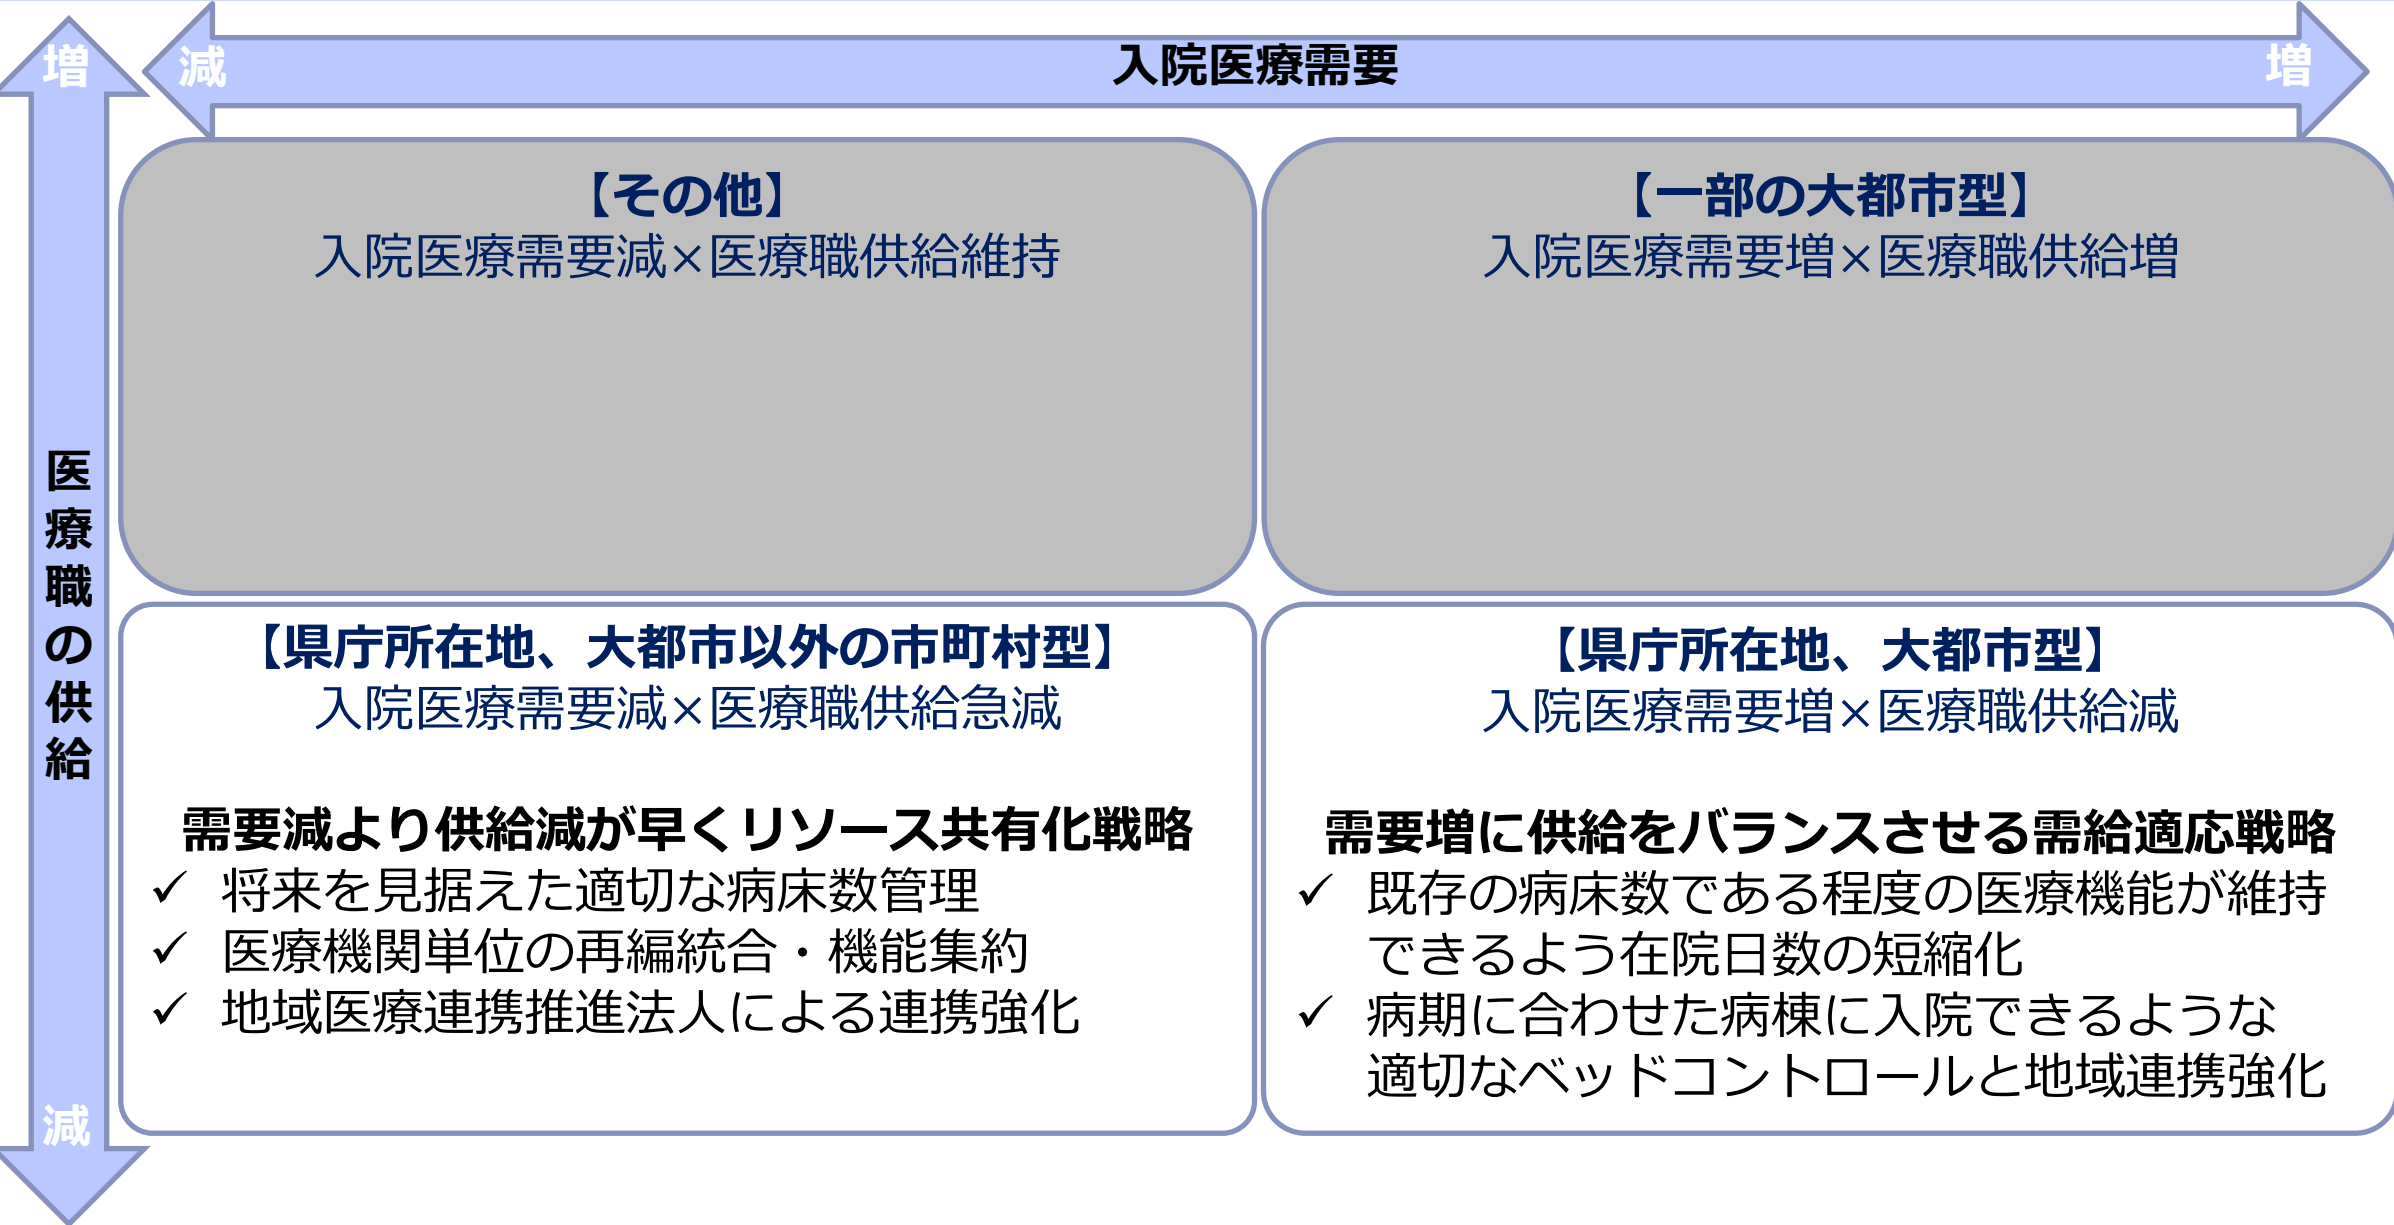 増
減
入院医療需要
増
医療職の供給
減
【その他】
入院医療需要減×医療職供給維持
【一部の大都市型】
入院医療需要増×医療職供給増
【県庁所在地、大都市以外の市町村型】
入院医療需要減×医療職供給急減
需要減より供給減が早くリソース共有化戦略
✓ 将来を見据えた適切な病床数管理
✓ 医療機関単位の再編統合・機能集約
✓ 地域医療連携推進法人による連携強化
【県庁所在地、大都市型】
入院医療需要増×医療職供給減
需要増に供給をバランスさせる需給適応戦略
✓ 既存の病床数である程度の医療機能が維持
できるよう在院日数の短縮化
✓ 病期に合わせた病棟に入院できるような
適切なベッドコントロールと地域連携強化